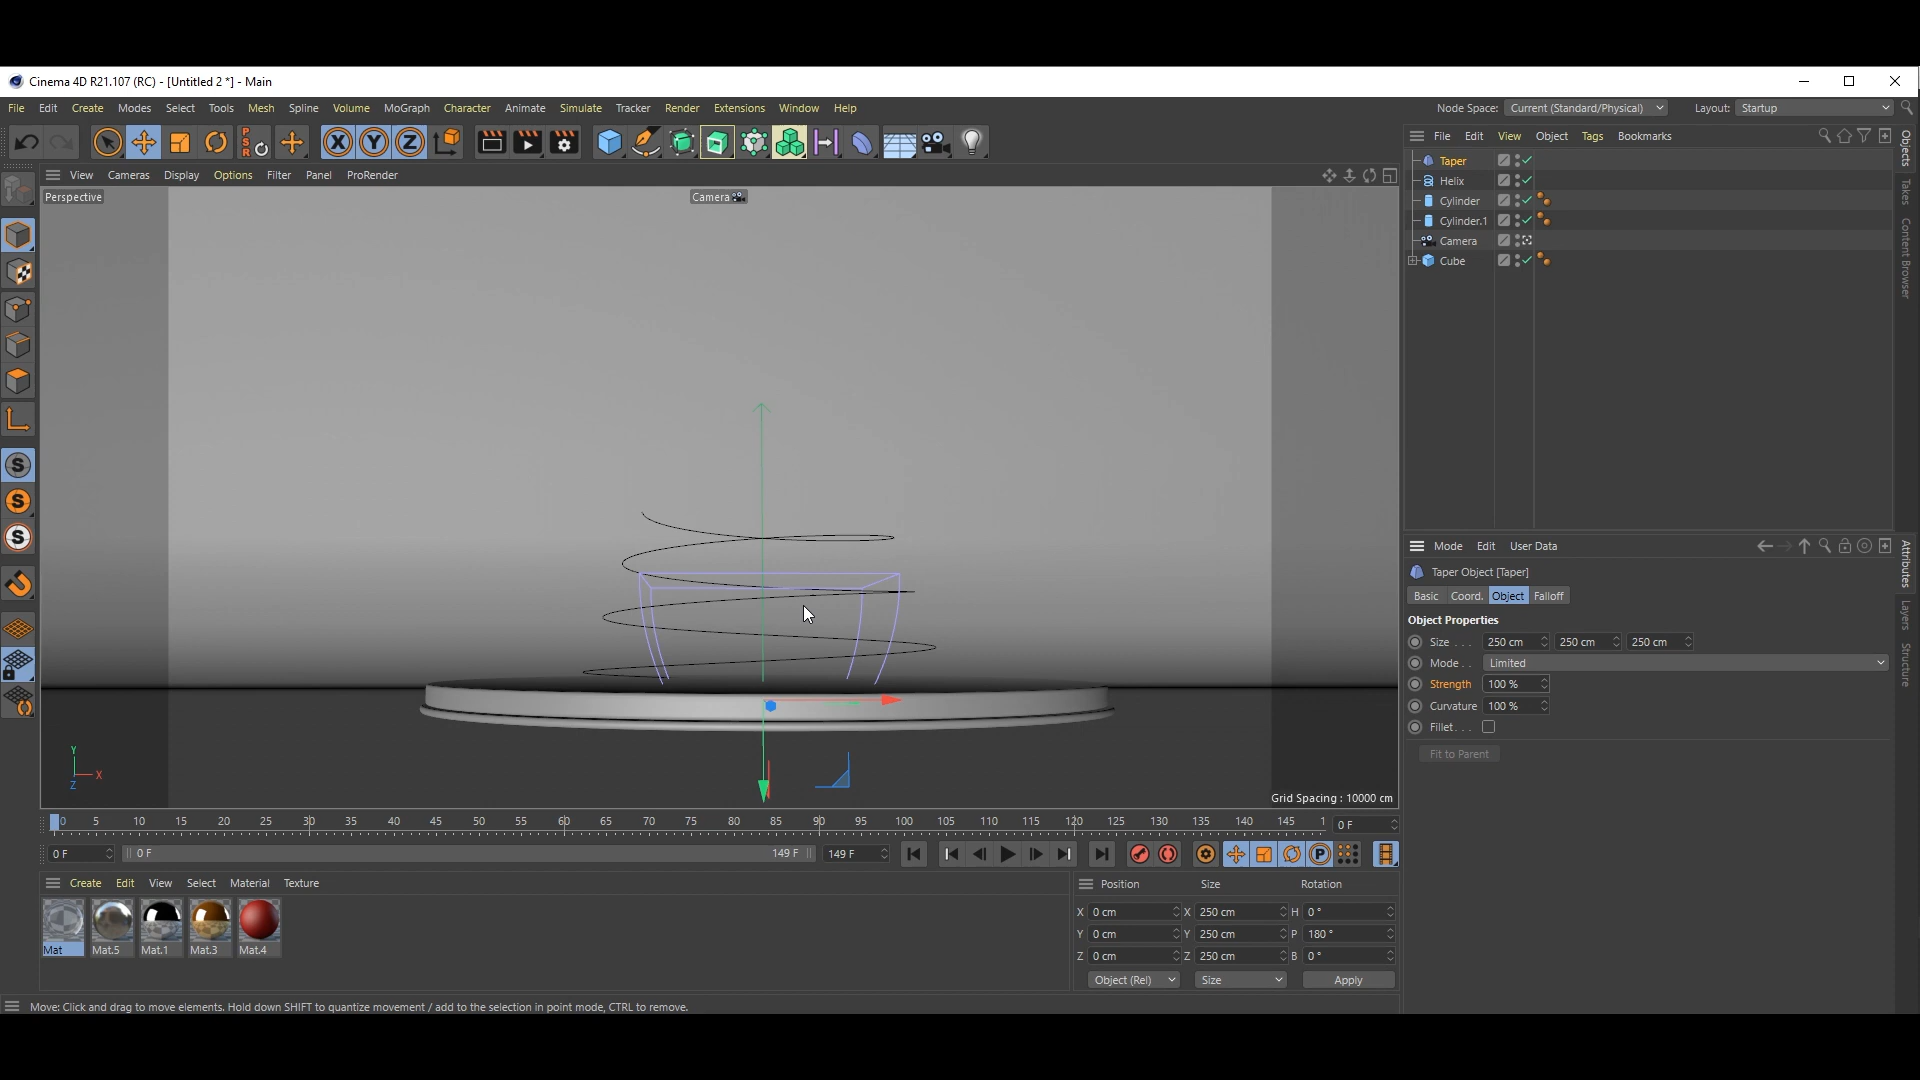 Cinema 4D R21.107 (RC) - [Untitled 2 *] - Main
File Edit Create Modes Select Tools Mesh Spline Volume MoGraph Character Animate Simulate Tracker Render Extensions Window Help
Node Space: Current (Standard/Physical) Layout: Startup
X Y Z
PSR
View Cameras Display Options Filter Panel ProRender
Perspective
Camera
Grid Spacing : 10000 cm
Y
X
Z
S
S
S
File Edit View Object Tags Bookmarks
Taper
Helix
Cylinder
Cylinder.1
Camera
Cube
Objects
Takes
Content Browser
Mode Edit User Data
Taper Object [Taper]
Basic Coord. Object Falloff
Object Properties
Size . . . . 250 cm 250 cm 250 cm
Mode . . Limited
Strength 100 %
Curvature 100 %
Fillet . . .
Fit to Parent
Attributes
Layers
Structure
0 5 10 15 20 25 30 35 40 45 50 55 60 65 70 75 80 85 90 95 100 105 110 115 120 125 130 135 140 145 1
0 F
0 F 0 F 149 F 149 F
P
Create Edit View Select Material Texture
Mat Mat.5 Mat.1 Mat.3 Mat.4
Position Size Rotation
X 0 cm X 250 cm H 0 °
Y 0 cm Y 250 cm P 180 °
Z 0 cm Z 250 cm B 0 °
Object (Rel) Size Apply
Move: Click and drag to move elements. Hold down SHIFT to quantize movement / add to the selection in point mode, CTRL to remove.